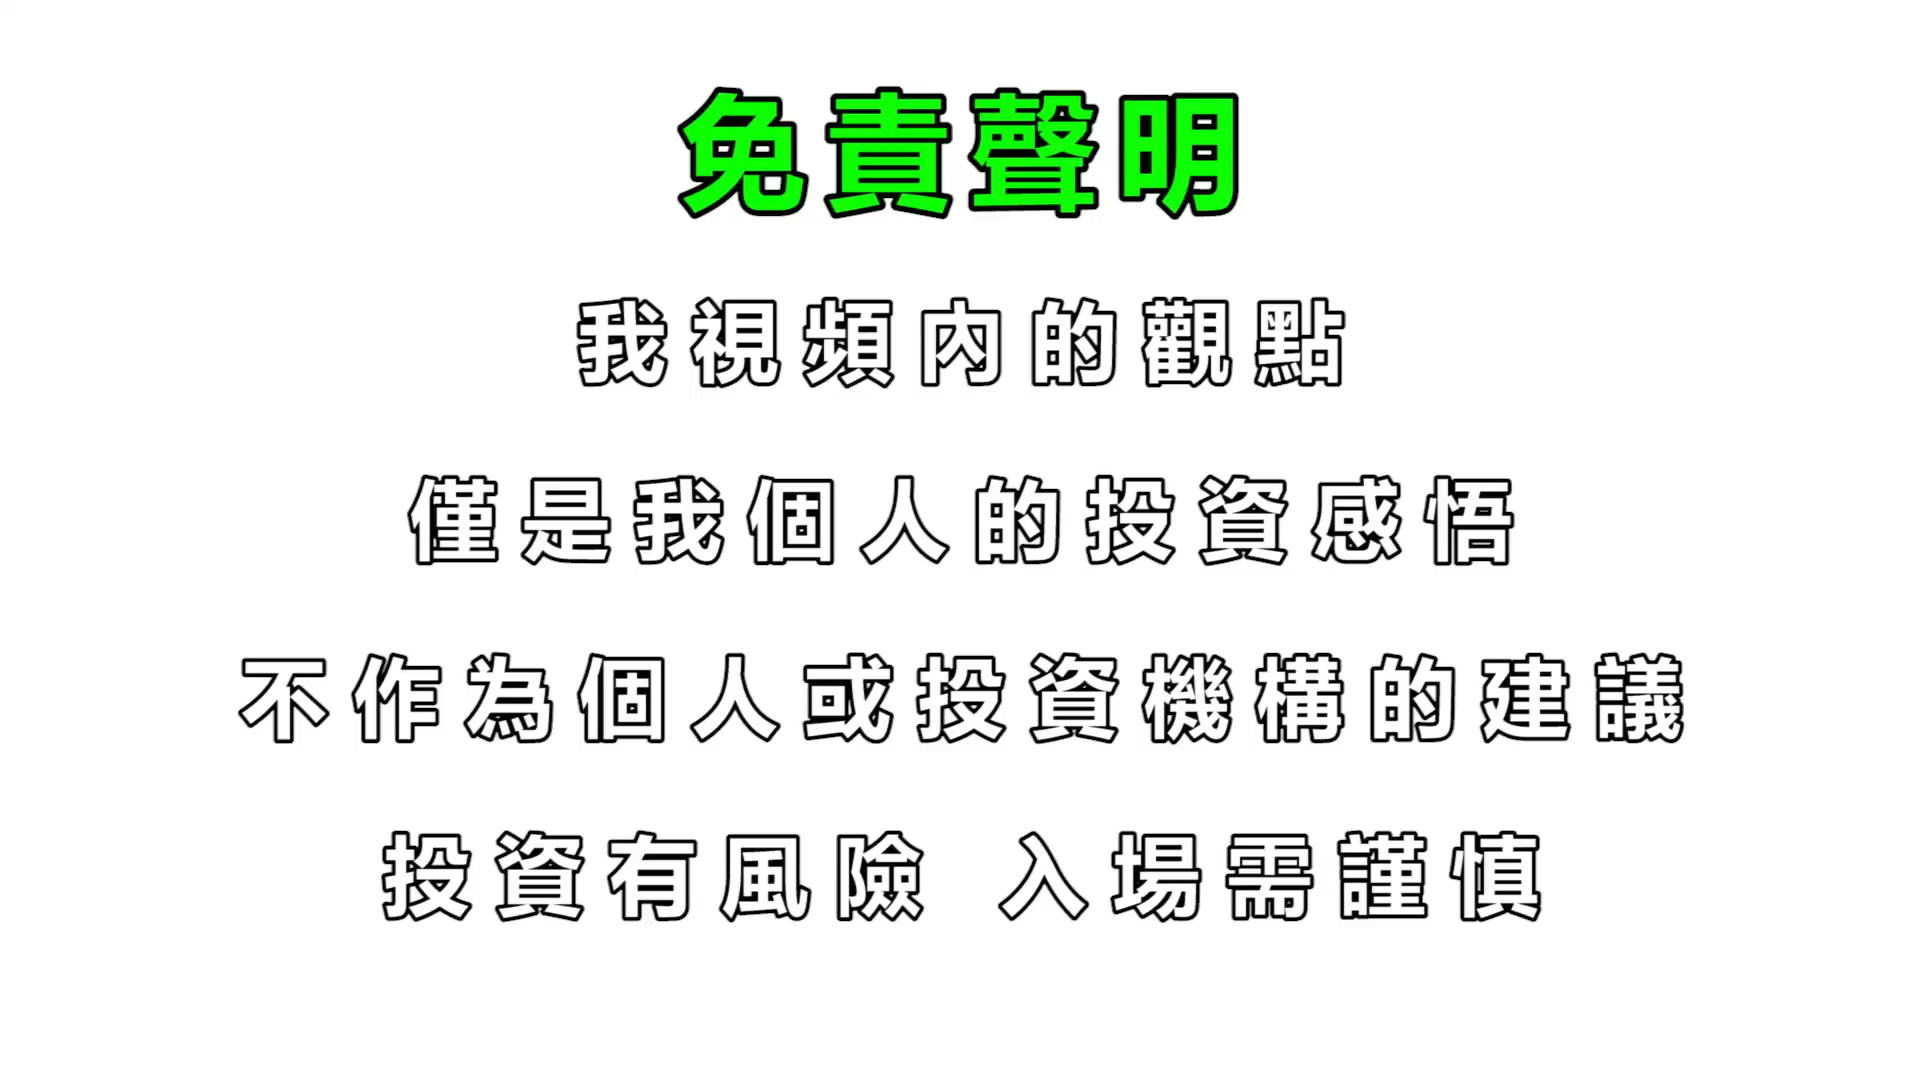 免責聲明
我視頻內的觀點
僅是我個人的投資感悟
不作為個人或投資機構的建議
投資有風險 入場需謹慎